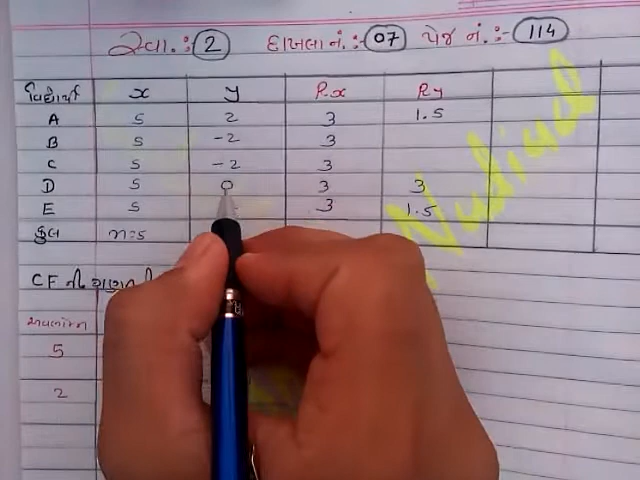 સ્વા.:- 2 દાખલા નં.:- 07 પેજ નં.:- 114
વિદ્યાર્થી x y Rx Ry
A 5 2 3 1.5
B 5 -2 3
C 5 -2 3
D 5 0 3 3
E 5 3 1.5
કુલ n=5
CF ની ગણતરી
અવલોકન
5
2
Nadiad